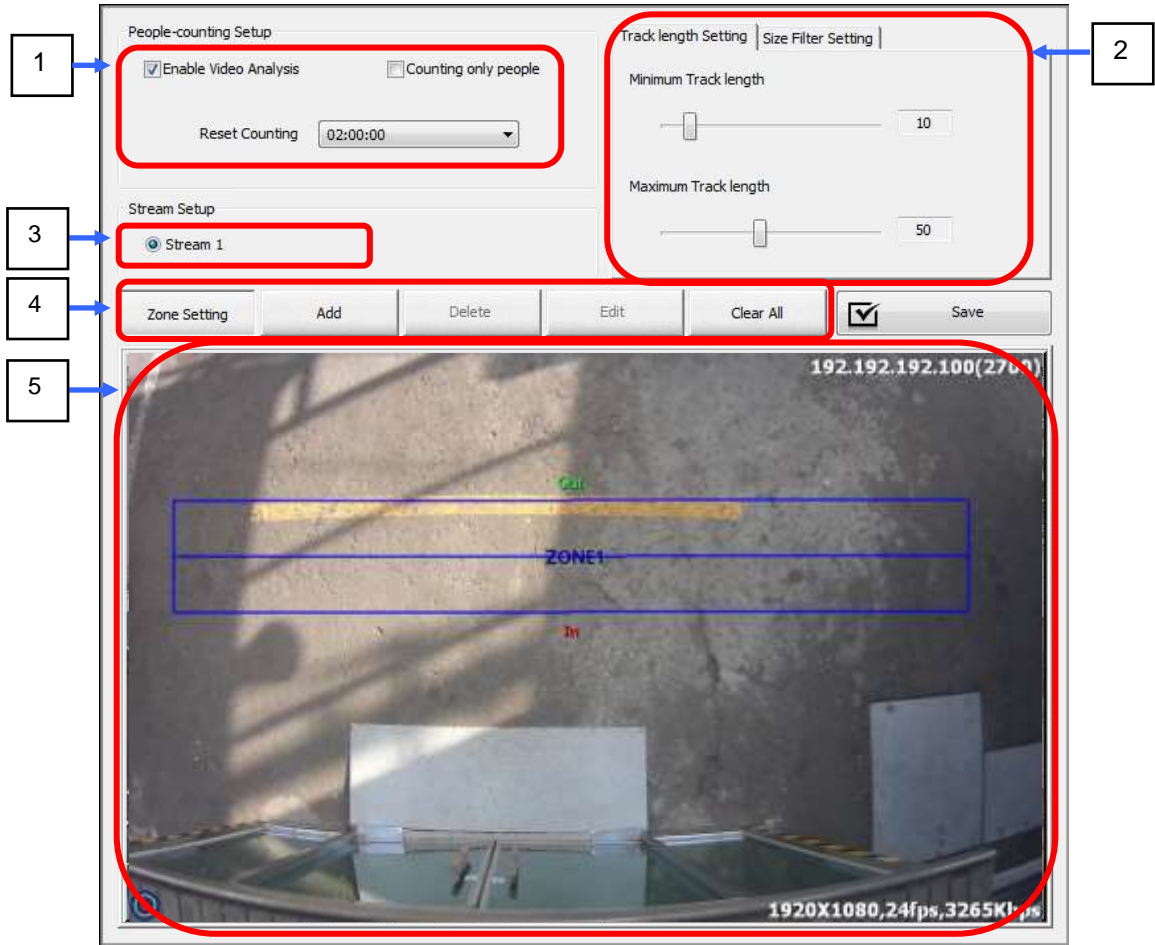 People-counting Setup
Enable Video Analysis
Counting only people
Reset Counting
02:00:00
Track length Setting
Size Filter Setting
Minimum Track length
10
Maximum Track length
50
1
2
3
4
5
Stream Setup
Stream 1
Zone Setting
Add
Delete
Edit
Clear All
Save
192.192.192.100(2700)
Out
ZONE1
In
1920X1080,24fps,3265Kbps